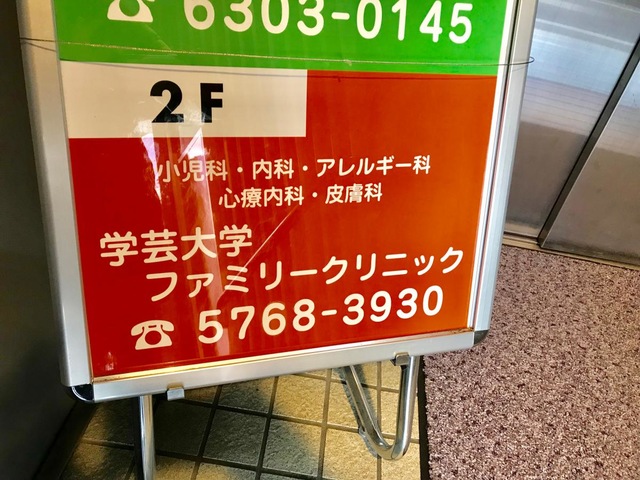 ☎ 6303-0145
2F
小児科・内科・アレルギー科
心療内科・皮膚科
学芸大学
ファミリークリニック
☎ 5768-3930